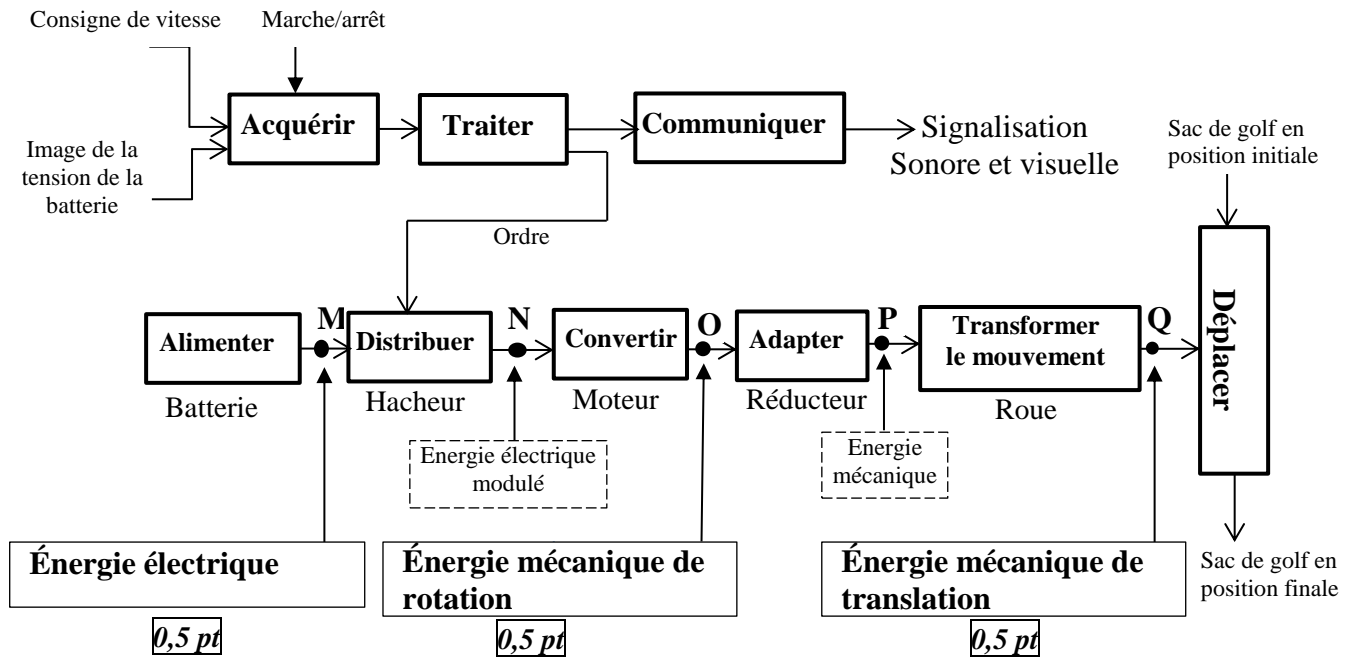 Consigne de vitesse
Marche/arrêt
Acquérir
Traiter
Communiquer
Signalisation
Sonore et visuelle
Image de la
tension de la
batterie
Sac de golf en
position initiale
Ordre
Alimenter
M
Distribuer
N
Convertir
O
Adapter
P
Transformer
le mouvement
Q
Déplacer
Batterie
Hacheur
Moteur
Réducteur
Roue
Energie électrique
modulé
Energie
mécanique
Énergie électrique
Énergie mécanique de
rotation
Énergie mécanique de
translation
Sac de golf en
position finale
0,5 pt
0,5 pt
0,5 pt